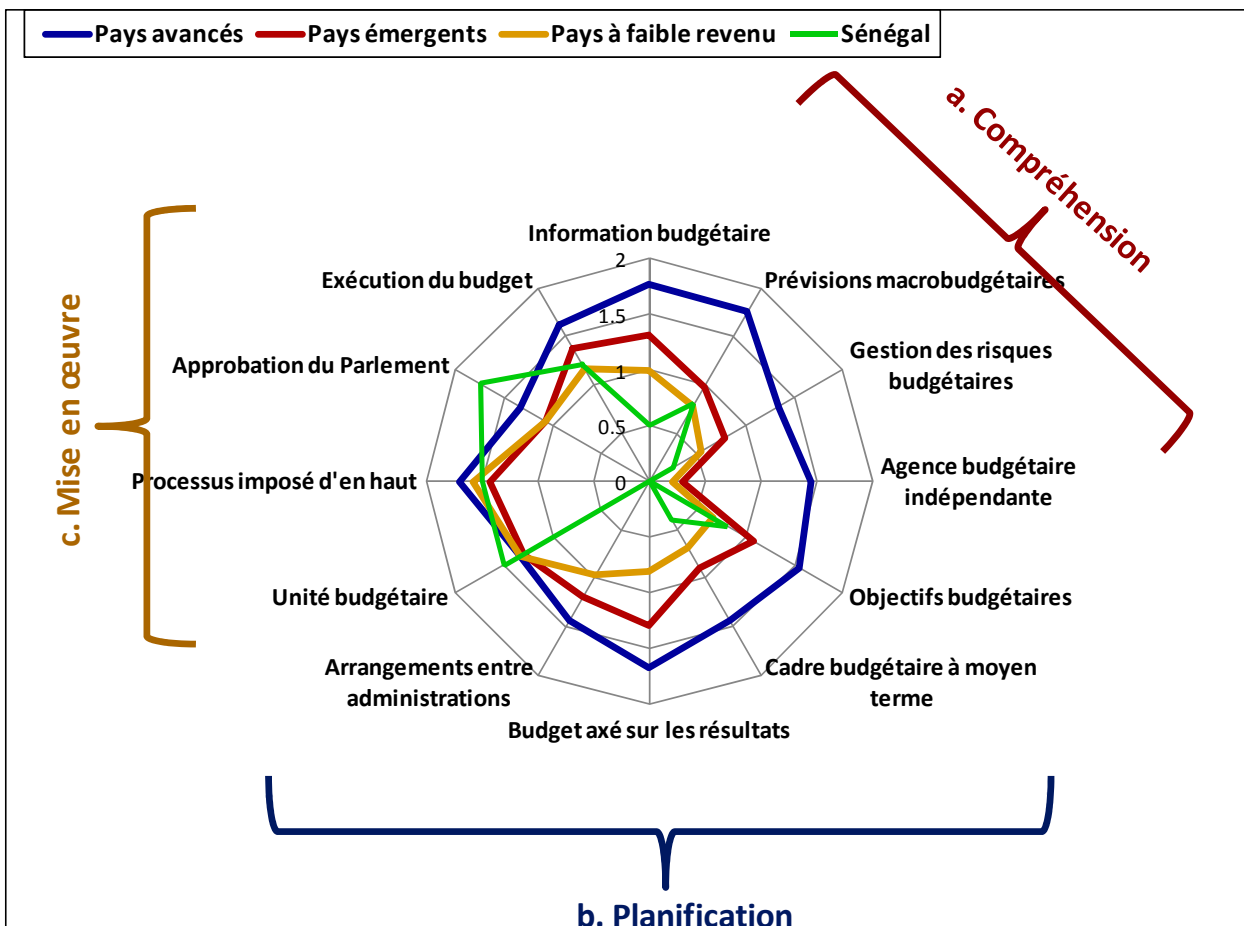 Pays avancés Pays émergents Pays à faible revenu Sénégal
a. Compréhension
Information budgétaire
Exécution du budget
Prévisions macrobudgétaires
Approbation du Parlement
Gestion des risques
budgétaires
Processus imposé d'en haut
Agence budgétaire
indépendante
Unité budgétaire
Objectifs budgétaires
Arrangements entre
administrations
Cadre budgétaire à moyen
terme
Budget axé sur les résultats
2
1.5
1
0.5
0
c. Mise en œuvre
b. Planification